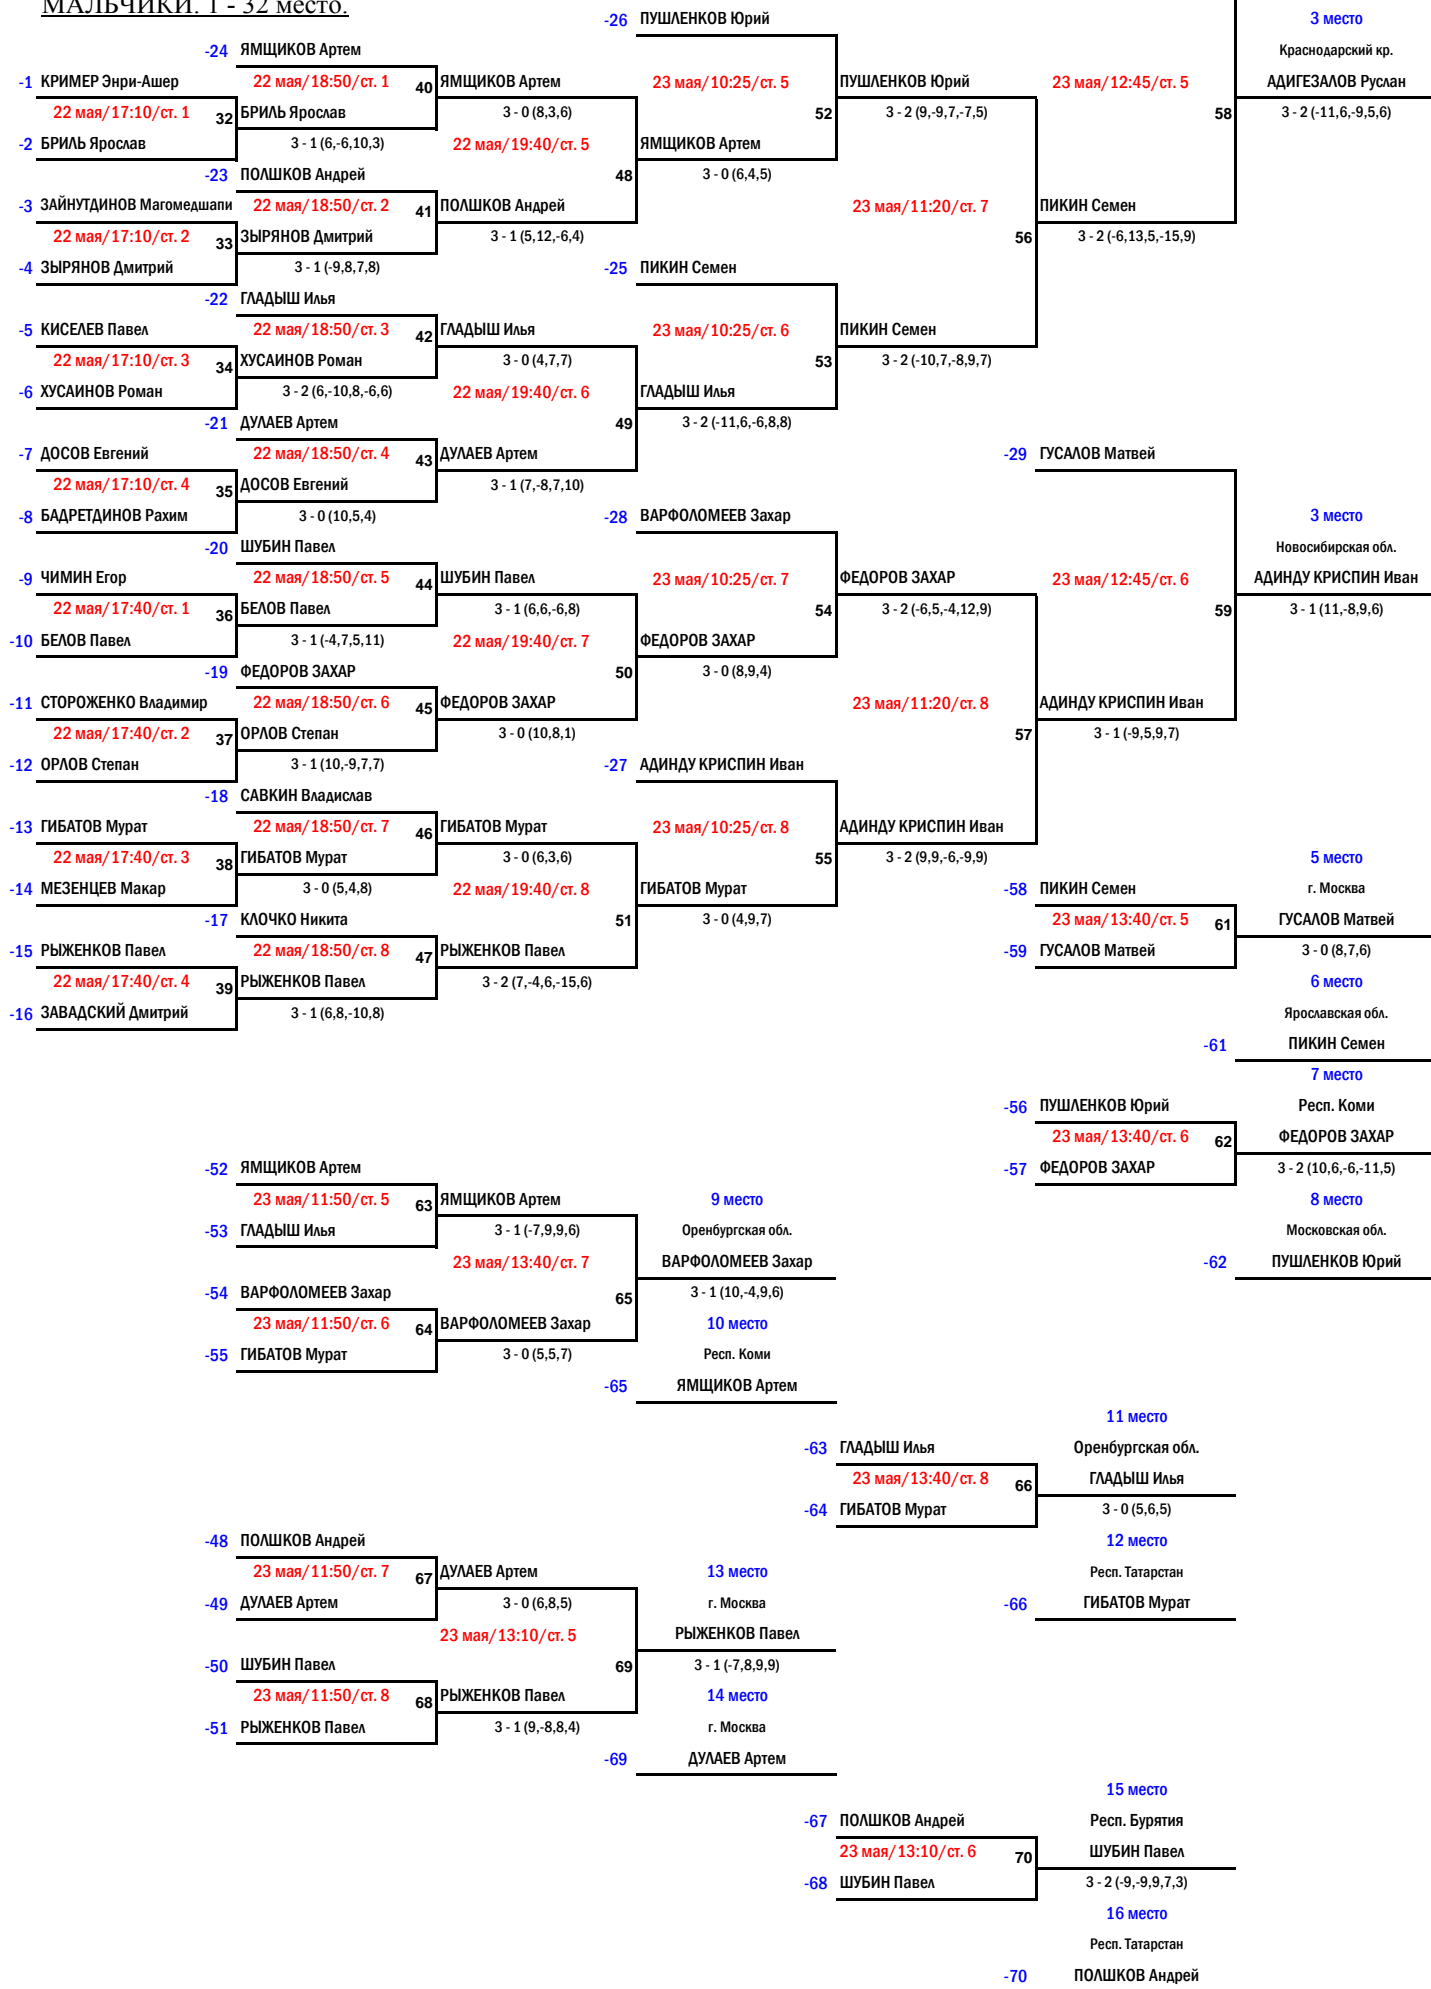 МАЛЬЧИКИ. 1 - 32 место.
-26 ПУШЛЕНКОВ Юрий 3 место
-24 ЯМЩИКОВ Артем Краснодарский кр.
-1 КРИМЕР Энри-Ашер 22 мая/18:50/ст. 1 40 ЯМЩИКОВ Артем 23 мая/10:25/ст. 5 ПУШЛЕНКОВ Юрий 23 мая/12:45/ст. 5 АДИГЕЗАЛОВ Руслан
22 мая/17:10/ст. 1 32 БРИЛЬ Ярослав 3 - 0 (8,3,6) 52 3 - 2 (9,-9,7,-7,5) 58 3 - 2 (-11,6,-9,5,6)
-2 БРИЛЬ Ярослав 3 - 1 (6,-6,10,3) 22 мая/19:40/ст. 5 ЯМЩИКОВ Артем
-23 ПОЛШКОВ Андрей 48 3 - 0 (6,4,5)
-3 ЗАЙНУТДИНОВ Магомедшапи 22 мая/18:50/ст. 2 41 ПОЛШКОВ Андрей 23 мая/11:20/ст. 7 ПИКИН Семен
22 мая/17:10/ст. 2 33 ЗЫРЯНОВ Дмитрий 3 - 1 (5,12,-6,4) 56 3 - 2 (-6,13,5,-15,9)
-4 ЗЫРЯНОВ Дмитрий 3 - 1 (-9,8,7,8) -25 ПИКИН Семен
-22 ГЛАДЫШ Илья
-5 КИСЕЛЕВ Павел 22 мая/18:50/ст. 3 42 ГЛАДЫШ Илья 23 мая/10:25/ст. 6 ПИКИН Семен
22 мая/17:10/ст. 3 34 ХУСАИНОВ Роман 3 - 0 (4,7,7) 53 3 - 2 (-10,7,-8,9,7)
-6 ХУСАИНОВ Роман 3 - 2 (6,-10,8,-6,6) 22 мая/19:40/ст. 6 ГЛАДЫШ Илья
-21 ДУЛАЕВ Артем 49 3 - 2 (-11,6,-6,8,8)
-7 ДОСОВ Евгений 22 мая/18:50/ст. 4 43 ДУЛАЕВ Артем -29 ГУСАЛОВ Матвей
22 мая/17:10/ст. 4 35 ДОСОВ Евгений 3 - 1 (7,-8,7,10)
-8 БАДРЕТДИНОВ Рахим 3 - 0 (10,5,4) -28 ВАРФОЛОМЕЕВ Захар 3 место
-20 ШУБИН Павел Новосибирская обл.
-9 ЧИМИН Егор 22 мая/18:50/ст. 5 44 ШУБИН Павел 23 мая/10:25/ст. 7 ФЕДОРОВ ЗАХАР 23 мая/12:45/ст. 6 АДИНДУ КРИСПИН Иван
22 мая/17:40/ст. 1 36 БЕЛОВ Павел 3 - 1 (6,6,-6,8) 54 3 - 2 (-6,5,-4,12,9) 59 3 - 1 (11,-8,9,6)
-10 БЕЛОВ Павел 3 - 1 (-4,7,5,11) 22 мая/19:40/ст. 7 ФЕДОРОВ ЗАХАР
-19 ФЕДОРОВ ЗАХАР 50 3 - 0 (8,9,4)
-11 СТОРОЖЕНКО Владимир 22 мая/18:50/ст. 6 45 ФЕДОРОВ ЗАХАР 23 мая/11:20/ст. 8 АДИНДУ КРИСПИН Иван
22 мая/17:40/ст. 2 37 ОРЛОВ Степан 3 - 0 (10,8,1) 57 3 - 1 (-9,5,9,7)
-12 ОРЛОВ Степан 3 - 1 (10,-9,7,7) -27 АДИНДУ КРИСПИН Иван
-18 САВКИН Владислав
-13 ГИБАТОВ Мурат 22 мая/18:50/ст. 7 46 ГИБАТОВ Мурат 23 мая/10:25/ст. 8 АДИНДУ КРИСПИН Иван
22 мая/17:40/ст. 3 38 ГИБАТОВ Мурат 3 - 0 (6,3,6) 55 3 - 2 (9,9,-6,-9,9) 5 место
-14 МЕЗЕНЦЕВ Макар 3 - 0 (5,4,8) 22 мая/19:40/ст. 8 ГИБАТОВ Мурат -58 ПИКИН Семен г. Москва
-17 КЛОЧКО Никита 51 3 - 0 (4,9,7) 23 мая/13:40/ст. 5 61 ГУСАЛОВ Матвей
-15 РЫЖЕНКОВ Павел 22 мая/18:50/ст. 8 47 РЫЖЕНКОВ Павел -59 ГУСАЛОВ Матвей 3 - 0 (8,7,6)
22 мая/17:40/ст. 4 39 РЫЖЕНКОВ Павел 3 - 2 (7,-4,6,-15,6) 6 место
-16 ЗАВАДСКИЙ Дмитрий 3 - 1 (6,8,-10,8) Ярославская обл.
-61 ПИКИН Семен
7 место
-56 ПУШЛЕНКОВ Юрий Респ. Коми
23 мая/13:40/ст. 6 62 ФЕДОРОВ ЗАХАР
-52 ЯМЩИКОВ Артем -57 ФЕДОРОВ ЗАХАР 3 - 2 (10,6,-6,-11,5)
23 мая/11:50/ст. 5 63 ЯМЩИКОВ Артем 9 место 8 место
-53 ГЛАДЫШ Илья 3 - 1 (-7,9,9,6) Оренбургская обл. Московская обл.
23 мая/13:40/ст. 7 ВАРФОЛОМЕЕВ Захар -62 ПУШЛЕНКОВ Юрий
-54 ВАРФОЛОМЕЕВ Захар 65 3 - 1 (10,-4,9,6)
23 мая/11:50/ст. 6 64 ВАРФОЛОМЕЕВ Захар 10 место
-55 ГИБАТОВ Мурат 3 - 0 (5,5,7) Респ. Коми
-65 ЯМЩИКОВ Артем
11 место
-63 ГЛАДЫШ Илья Оренбургская обл.
23 мая/13:40/ст. 8 66 ГЛАДЫШ Илья
-64 ГИБАТОВ Мурат 3 - 0 (5,6,5)
-48 ПОЛШКОВ Андрей 12 место
23 мая/11:50/ст. 7 67 ДУЛАЕВ Артем 13 место Респ. Татарстан
-49 ДУЛАЕВ Артем 3 - 0 (6,8,5) г. Москва -66 ГИБАТОВ Мурат
23 мая/13:10/ст. 5 РЫЖЕНКОВ Павел
-50 ШУБИН Павел 69 3 - 1 (-7,8,9,9)
23 мая/11:50/ст. 8 68 РЫЖЕНКОВ Павел 14 место
-51 РЫЖЕНКОВ Павел 3 - 1 (9,-8,8,4) г. Москва
-69 ДУЛАЕВ Артем
15 место
-67 ПОЛШКОВ Андрей Респ. Бурятия
23 мая/13:10/ст. 6 70 ШУБИН Павел
-68 ШУБИН Павел 3 - 2 (-9,-9,9,7,3)
16 место
Респ. Татарстан
-70 ПОЛШКОВ Андрей